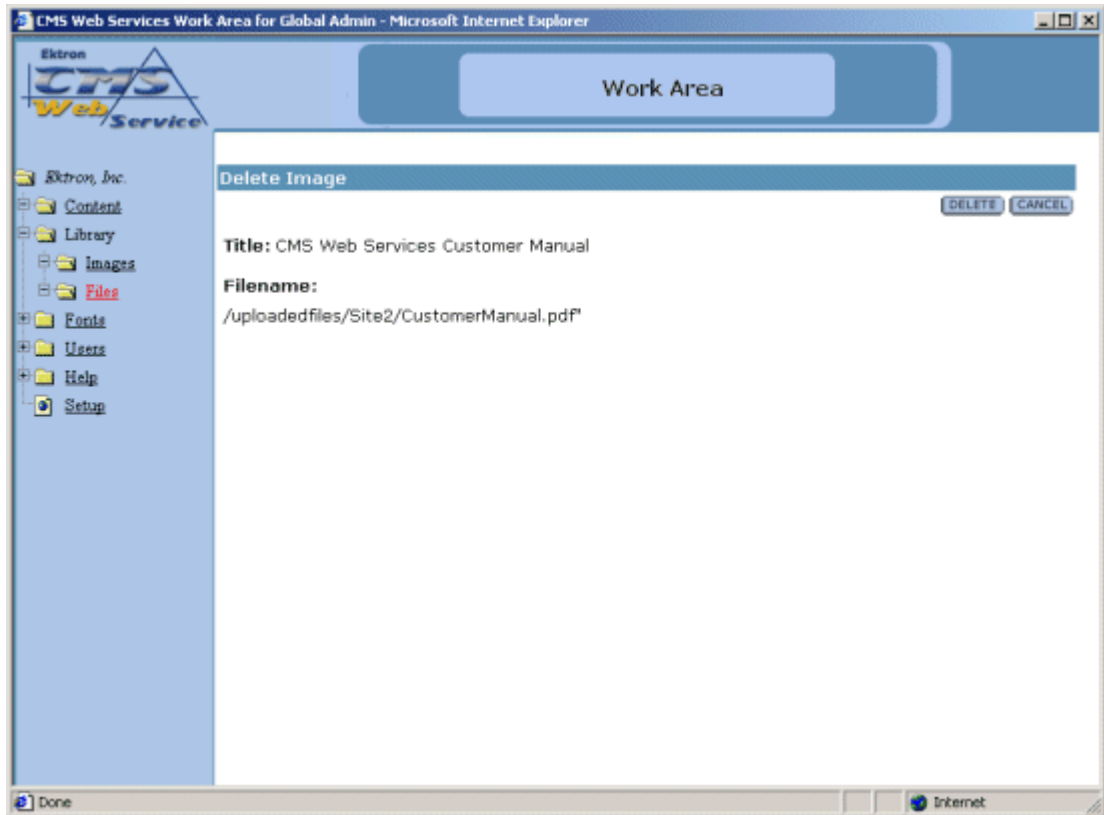 CMS Web Services Work Area for Global Admin - Microsoft Internet Explorer
Ektron
CMS
Web
Service
Work Area
Ektron, Inc.
Content
Library
Images
Files
Fonts
Users
Help
Setup
Delete Image
DELETE CANCEL
Title: CMS Web Services Customer Manual
Filename:
/uploadedfiles/Site2/CustomerManual.pdf"
Done
Internet